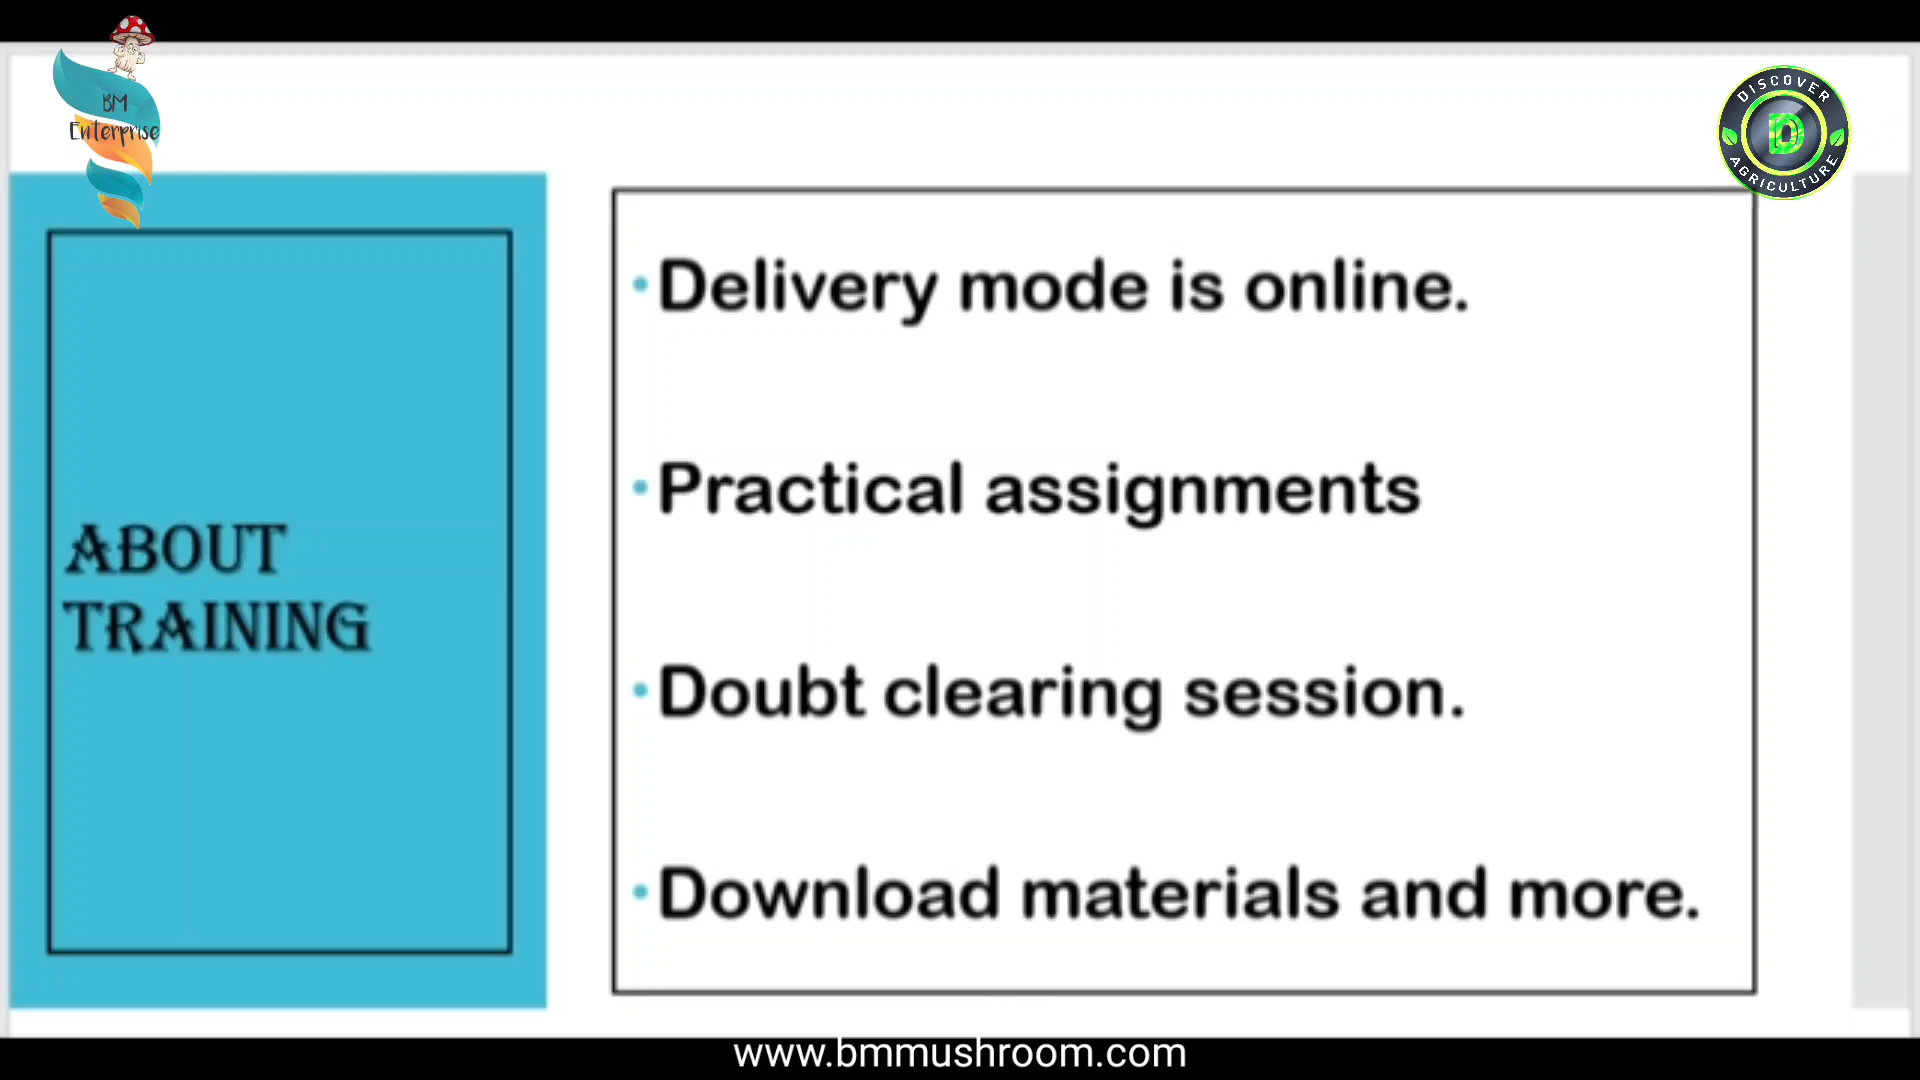 BM
Enterprise
DISCOVER
D
AGRICULTURE
ABOUT
TRAINING
• Delivery mode is online.
• Practical assignments
• Doubt clearing session.
• Download materials and more.
www.bmmushroom.com